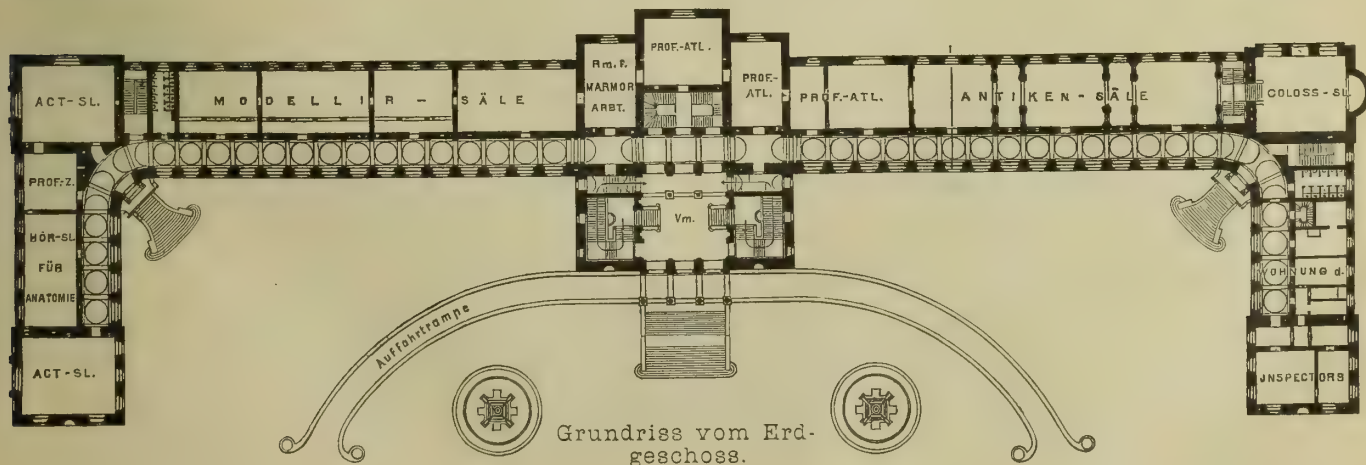 PROF.-ATL.
Rm. f.
MARMOR
ARBT.
PROF.-
ATL.
ACT-SL.
MODELLIR-SÄLE
PROF.-ATL.
ANTIKEN-SÄLE
COLOSS-SL.
PROF.-Z.
HÖR-SL.
FÜR
ANATOMIE
Vm.
WOHNUNG d.
Auffahrtrampe
ACT-SL.
JNSPECTORS
Grundriss vom Erd-
geschoss.